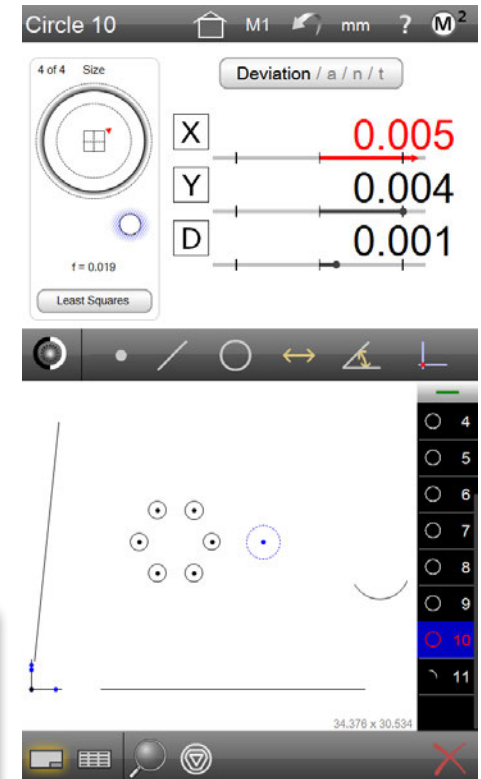 Circle 10 M1 mm ? M2
4 of 4 Size
Deviation / a / n / t
X 0.005
Y 0.004
D 0.001
f = 0.019
Least Squares
4
5
6
7
8
9
10
11
34.376 x 30.534